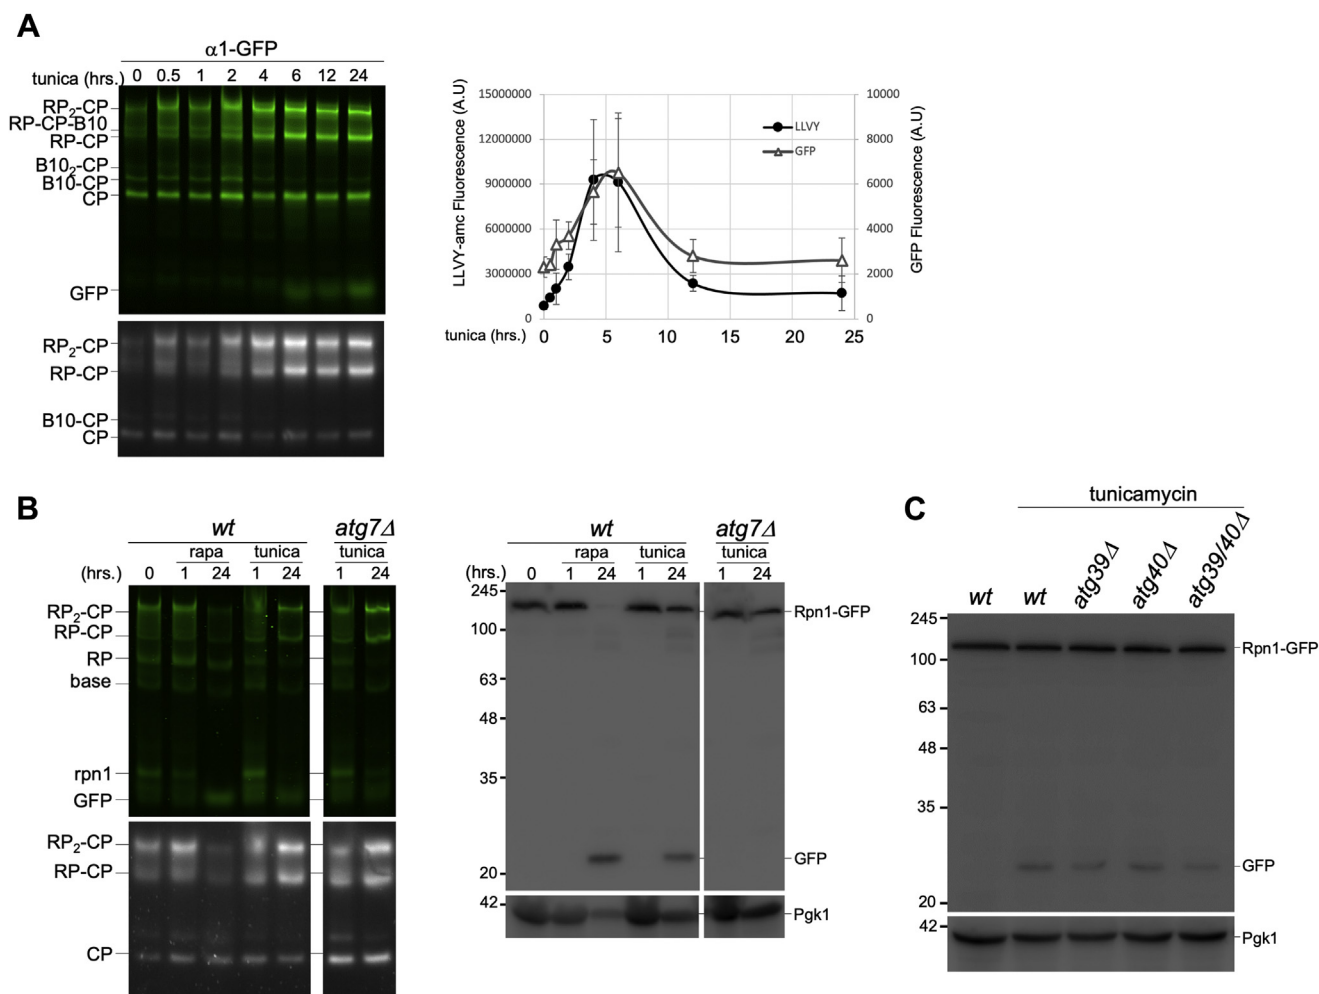 A
α1-GFP
tunica (hrs.) 0 0.5 1 2 4 6 12 24
RP2-CP
RP-CP-B10
RP-CP
B102-CP
B10-CP
CP
GFP
RP2-CP
RP-CP
B10-CP
CP
LLVY-amc Fluorescence (A.U)
15000000
12000000
9000000
6000000
3000000
0
LLVY
GFP
10000
8000
6000
4000
2000
0
GFP Fluorescence (A.U)
tunica (hrs.) 0 5 10 15 20 25
B
wt atg7Δ
rapa tunica tunica
(hrs.) 0 1 24 1 24 1 24
RP2-CP
RP-CP
RP
base
rpn1
GFP
RP2-CP
RP-CP
CP
wt atg7Δ
rapa tunica tunica
(hrs.) 0 1 24 1 24 1 24
245
100
63
48
35
20
42
Rpn1-GFP
GFP
Pgk1
C
tunicamycin
wt wt atg39Δ atg40Δ atg39/40Δ
245
100
63
48
35
20
42
Rpn1-GFP
GFP
Pgk1